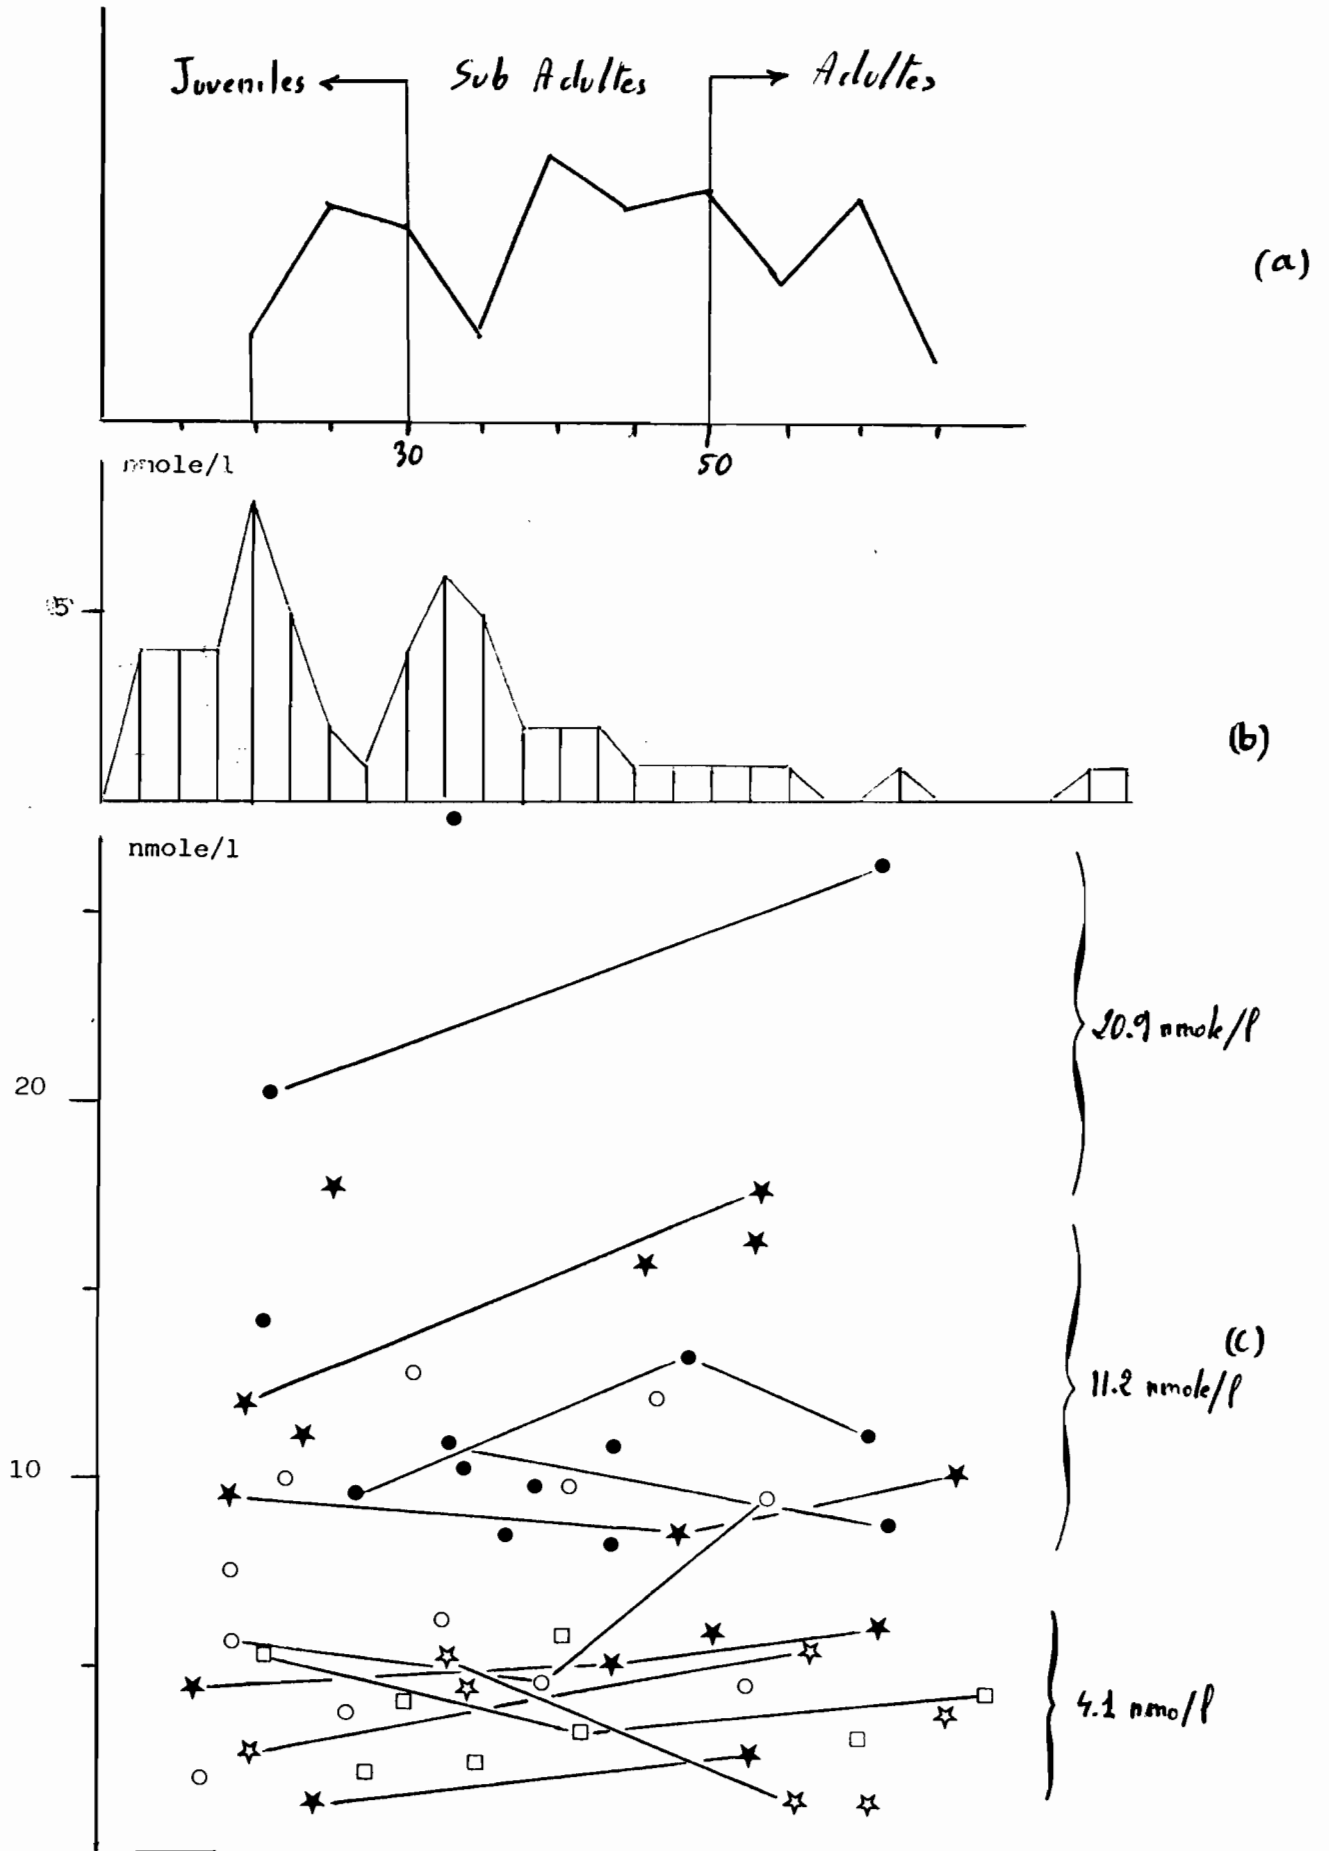 Juveniles Sub Adultes Adultes
(a)
30 50
nmole/l
5
(b)
nmole/l
20.9 nmole/l
20
(c)
11.2 nmole/l
10
4.1 nmo/l